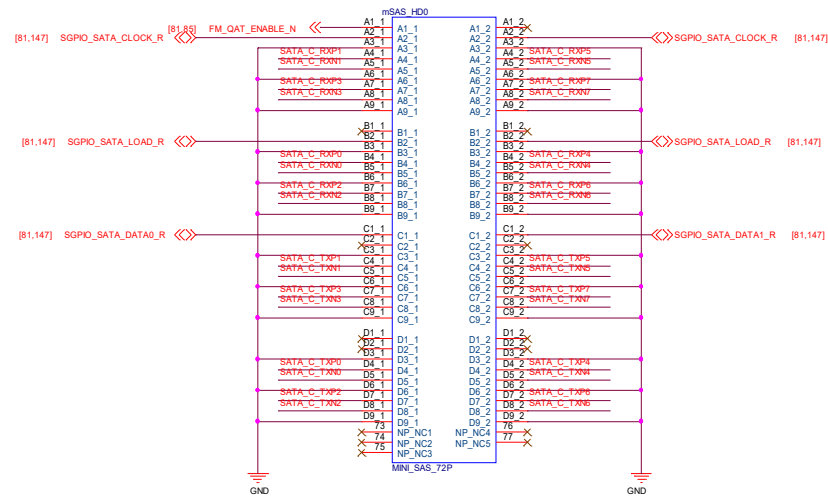 mSAS_HD0
[81,85] FM_QAT_ENABLE_N A1_1 A1_1 A1_2 A1_2
[81,147] SGPIO_SATA_CLOCK_R A2_1 A2_1 A2_2 A2_2 SGPIO_SATA_CLOCK_R [81,147]
A3_1 A3_1 A3_2 A3_2
SATA_C_RXP1 A4_1 A4_1 A4_2 A4_2 SATA_C_RXP5
SATA_C_RXN1 A5_1 A5_1 A5_2 A5_2 SATA_C_RXN5
A6_1 A6_1 A6_2 A6_2
SATA_C_RXP3 A7_1 A7_1 A7_2 A7_2 SATA_C_RXP7
SATA_C_RXN3 A8_1 A8_1 A8_2 A8_2 SATA_C_RXN7
A9_1 A9_1 A9_2 A9_2
B1_1 B1_1 B1_2 B1_2
[81,147] SGPIO_SATA_LOAD_R B2_1 B2_1 B2_2 B2_2 SGPIO_SATA_LOAD_R [81,147]
B3_1 B3_1 B3_2 B3_2
SATA_C_RXP0 B4_1 B4_1 B4_2 B4_2 SATA_C_RXP4
SATA_C_RXN0 B5_1 B5_1 B5_2 B5_2 SATA_C_RXN4
B6_1 B6_1 B6_2 B6_2
SATA_C_RXP2 B7_1 B7_1 B7_2 B7_2 SATA_C_RXP6
SATA_C_RXN2 B8_1 B8_1 B8_2 B8_2 SATA_C_RXN6
B9_1 B9_1 B9_2 B9_2
[81,147] SGPIO_SATA_DATA0_R C1_1 C1_1 C1_2 C1_2 SGPIO_SATA_DATA1_R [81,147]
C2_1 C2_1 C2_2 C2_2
C3_1 C3_1 C3_2 C3_2
SATA_C_TXP1 C4_1 C4_1 C4_2 C4_2 SATA_C_TXP5
SATA_C_TXN1 C5_1 C5_1 C5_2 C5_2 SATA_C_TXN5
C6_1 C6_1 C6_2 C6_2
SATA_C_TXP3 C7_1 C7_1 C7_2 C7_2 SATA_C_TXP7
SATA_C_TXN3 C8_1 C8_1 C8_2 C8_2 SATA_C_TXN7
C9_1 C9_1 C9_2 C9_2
D1_1 D1_1 D1_2 D1_2
D2_1 D2_1 D2_2 D2_2
D3_1 D3_1 D3_2 D3_2
SATA_C_TXP0 D4_1 D4_1 D4_2 D4_2 SATA_C_TXP4
SATA_C_TXN0 D5_1 D5_1 D5_2 D5_2 SATA_C_TXN4
D6_1 D6_1 D6_2 D6_2
SATA_C_TXP2 D7_1 D7_1 D7_2 D7_2 SATA_C_TXP6
SATA_C_TXN2 D8_1 D8_1 D8_2 D8_2 SATA_C_TXN6
D9_1 D9_1 D9_2 D9_2
73 NP_NC1 NP_NC4 76
74 NP_NC2 NP_NC5 77
75 NP_NC3
MINI_SAS_72P
GND GND